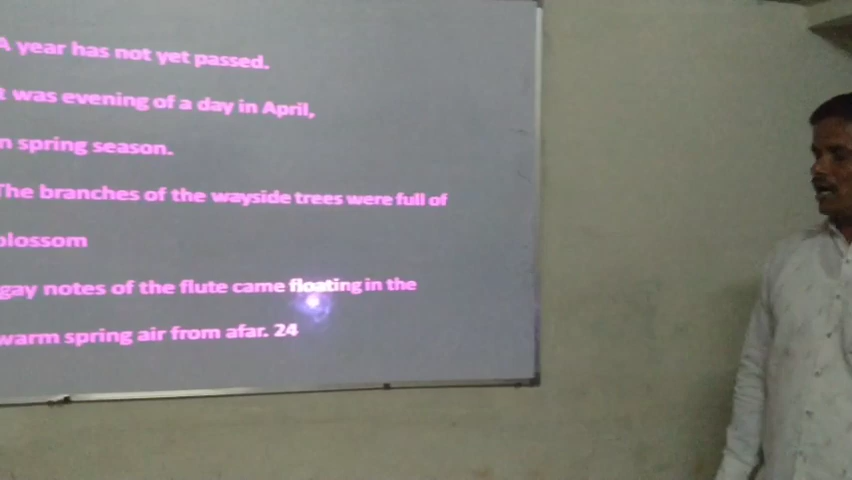 A year has not yet passed.
t was evening of a day in April,
n spring season.
The branches of the wayside trees were full of
blossom
gay notes of the flute came floating in the
warm spring air from afar. 24